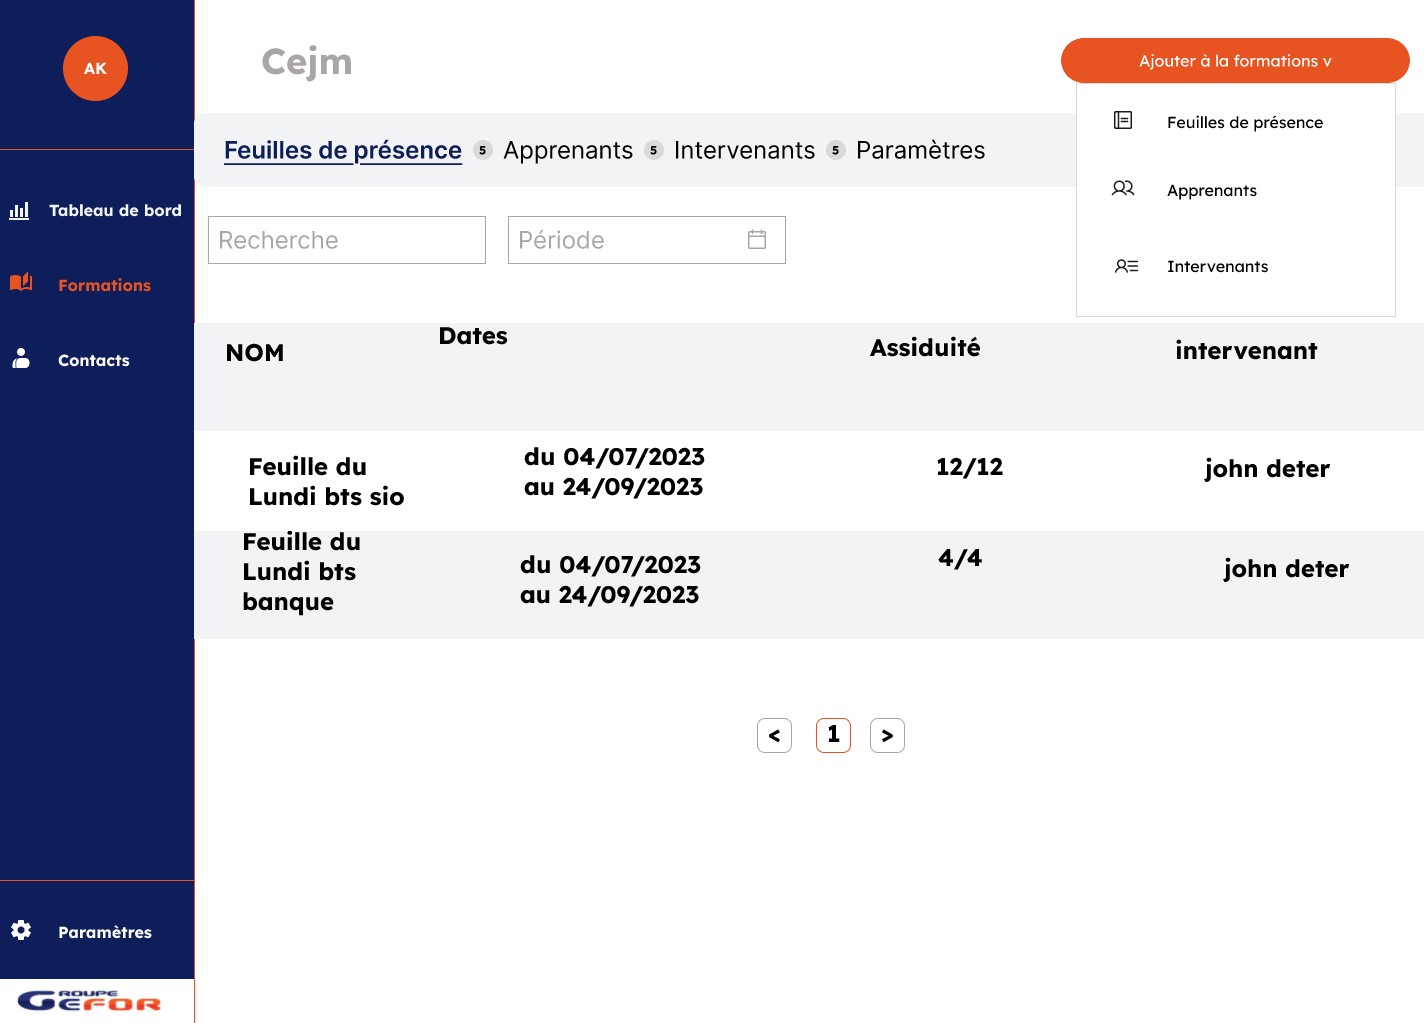 AK
Tableau de bord
Formations
Contacts
Paramètres
GROUPE
GEFOR
Cejm
Ajouter à la formations v
Feuilles de présence
Apprenants
Intervenants
Feuilles de présence 5 Apprenants 5 Intervenants 5 Paramètres
Recherche
Période
NOM
Dates
Assiduité
intervenant
Feuille du
Lundi bts sio
du 04/07/2023
au 24/09/2023
12/12
john deter
Feuille du
Lundi bts
banque
du 04/07/2023
au 24/09/2023
4/4
john deter
< 1 >